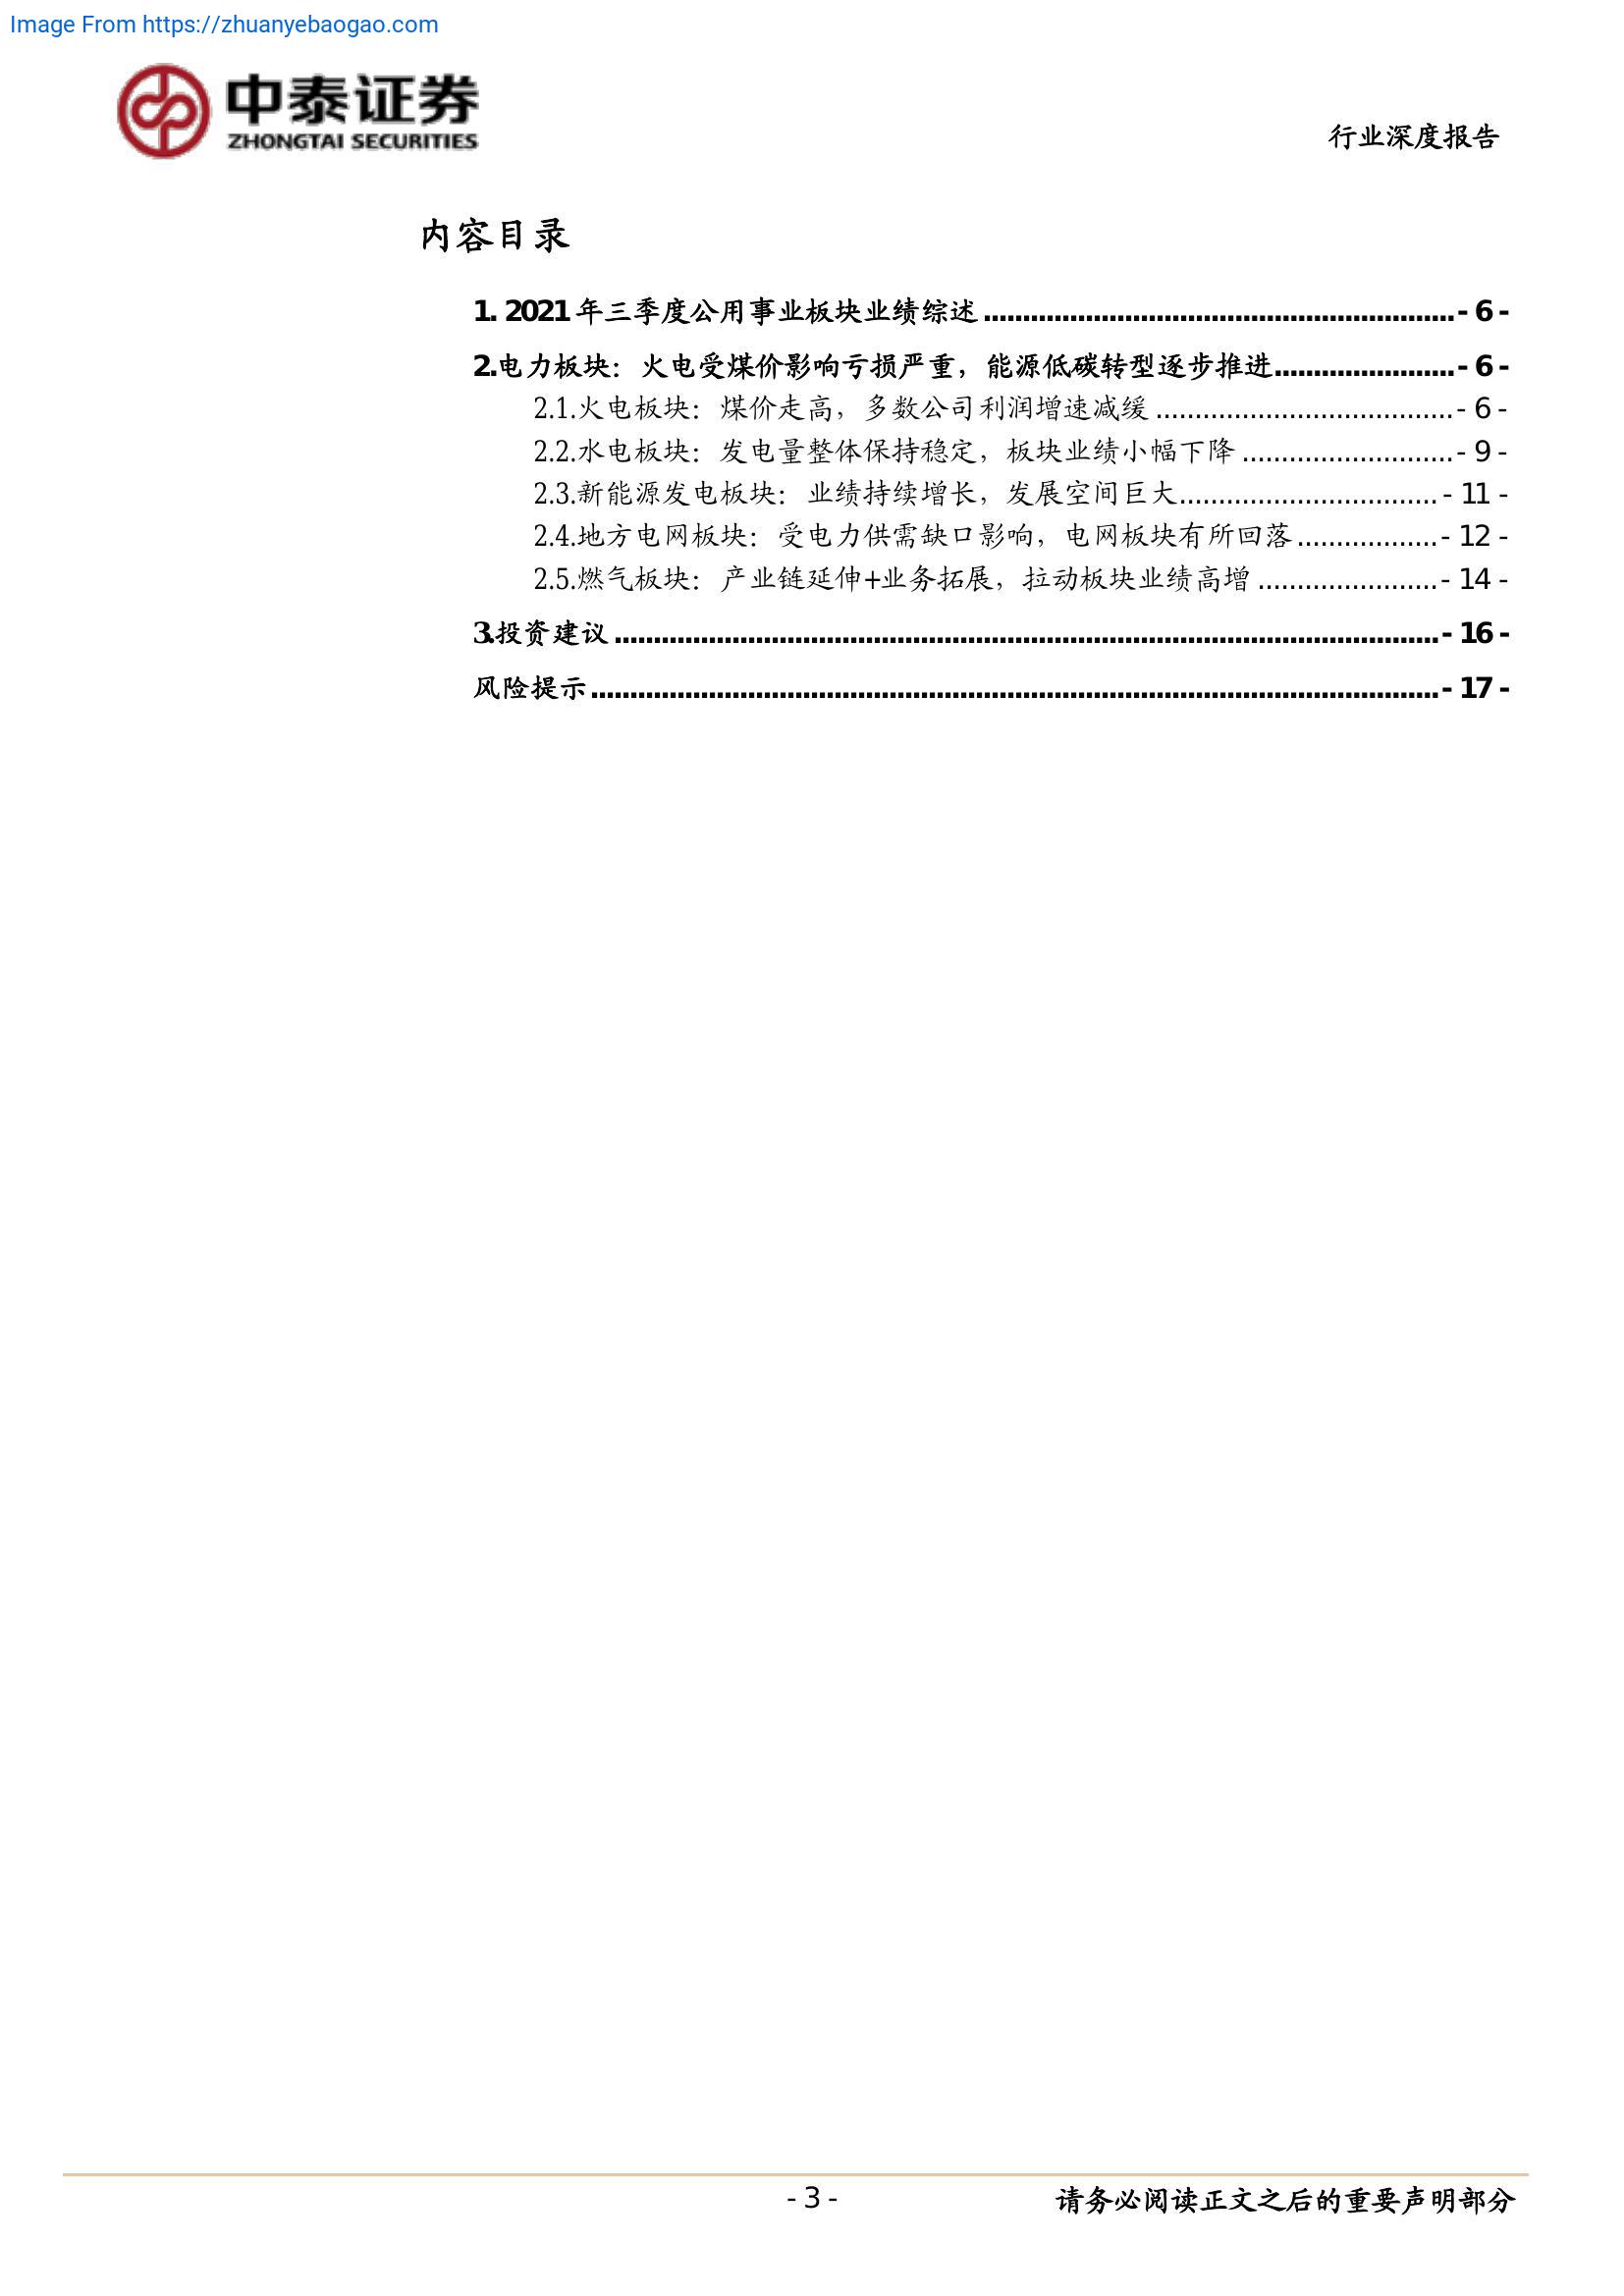 Image From https://zhuanyebaogao.com
中泰证券
ZHONGTAI SECURITIES
行业深度报告
内容目录
1. 2021 年三季度公用事业板块业绩综述 ............................................................ - 6 -
2.电力板块：火电受煤价影响亏损严重，能源低碳转型逐步推进....................... - 6 -
2.1.火电板块：煤价走高，多数公司利润增速减缓 ...................................... - 6 -
2.2.水电板块：发电量整体保持稳定，板块业绩小幅下降 ........................... - 9 -
2.3.新能源发电板块：业绩持续增长，发展空间巨大................................. - 11 -
2.4.地方电网板块：受电力供需缺口影响，电网板块有所回落.................. - 12 -
2.5.燃气板块：产业链延伸+业务拓展，拉动板块业绩高增 ....................... - 14 -
3.投资建议 ......................................................................................................... - 16 -
风险提示 ............................................................................................................ - 17 -
- 3 -
请务必阅读正文之后的重要声明部分